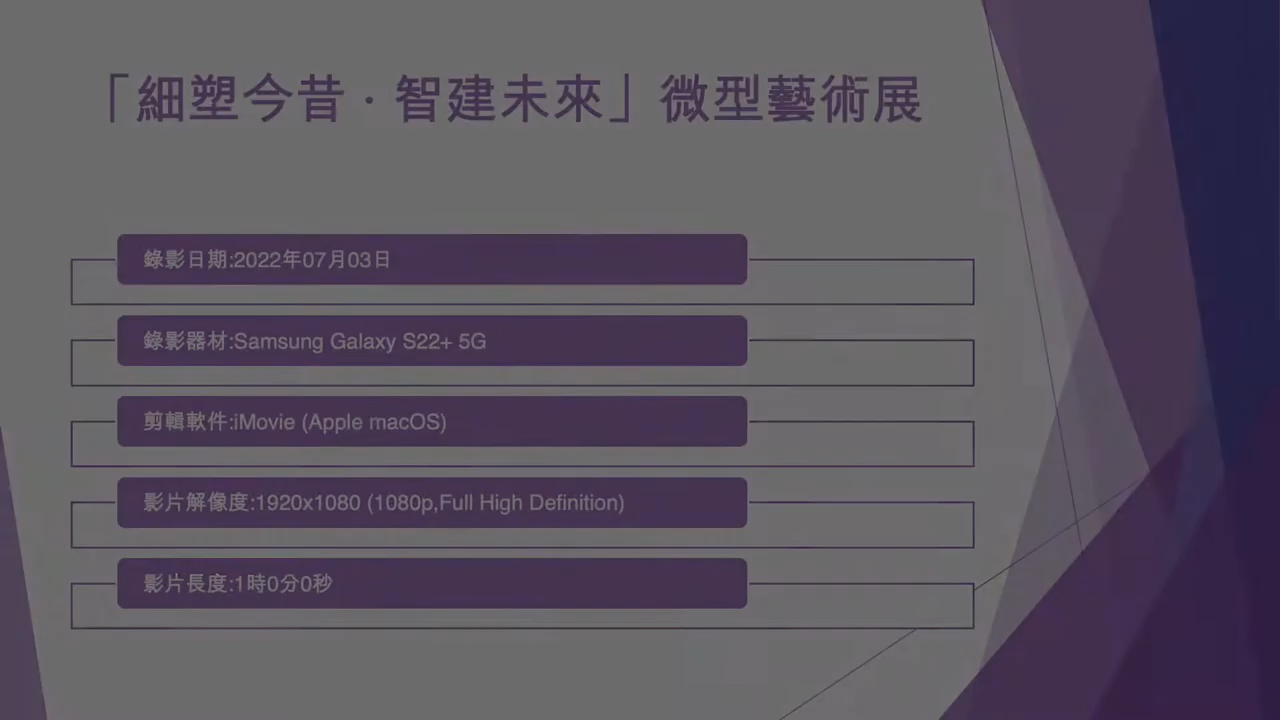 「細塑今昔 · 智建未來」微型藝術展
錄影日期:2022年07月03日
錄影器材:Samsung Galaxy S22+ 5G
剪輯軟件:iMovie (Apple macOS)
影片解像度:1920x1080 (1080p,Full High Definition)
影片長度:1時0分0秒